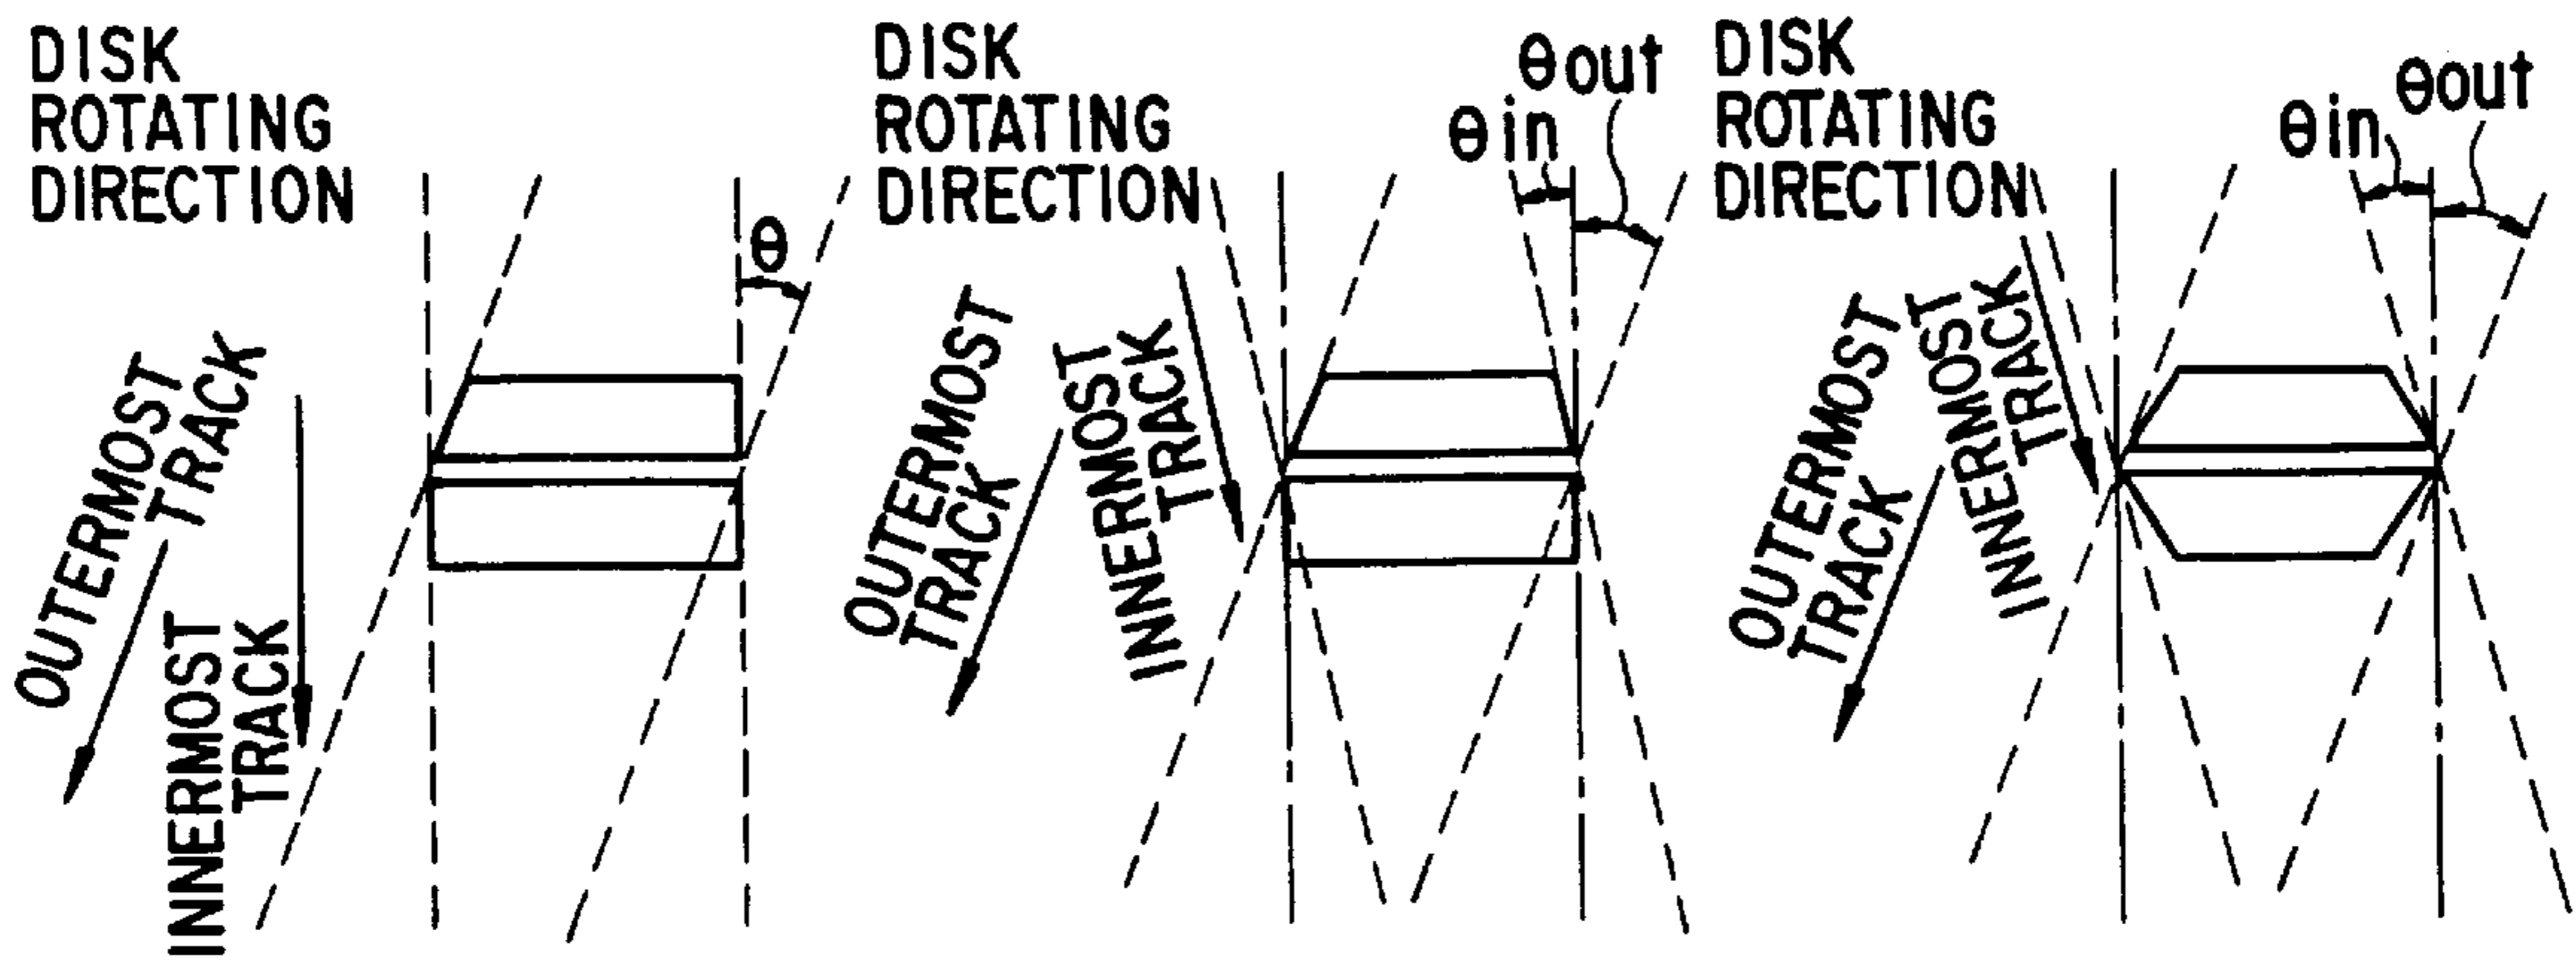 DISK
ROTATING
DIRECTION
θ
OUTERMOST
TRACK
INNERMOST
TRACK
DISK
ROTATING
DIRECTION
θout
θin
OUTERMOST
TRACK
INNERMOST
TRACK
DISK
ROTATING
DIRECTION
θout
θin
OUTERMOST
TRACK
INNERMOST
TRACK